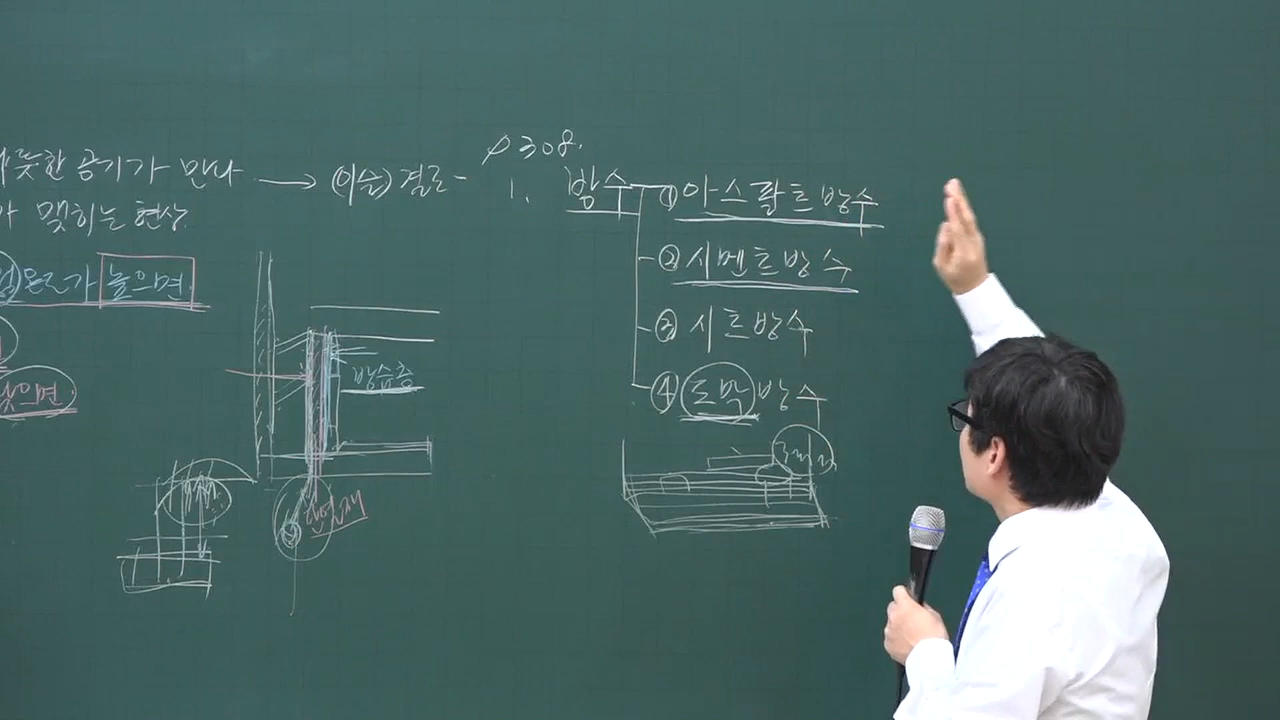 따뜻한 공기가 만나 → (이슬)결로-
가 맺히는 현상.
온도가 높으면
낮으면
방습층
단열재
P308.
1. 방수 ① 아스팔트방수
② 시멘트방수
③ 시트방수
④ 도막방수
3mm